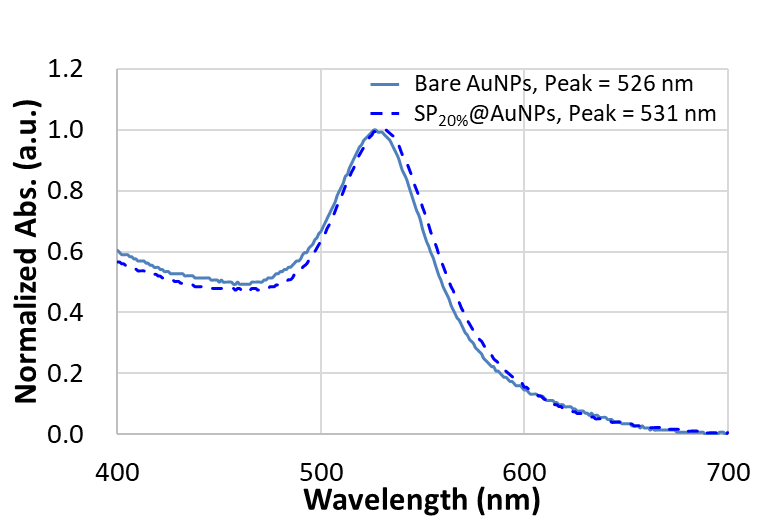 Bare AuNPs, Peak = 526 nm
SP20%@AuNPs, Peak = 531 nm
Normalized Abs. (a.u.)
1.2
1.0
0.8
0.6
0.4
0.2
0.0
400 500 600 700
Wavelength (nm)